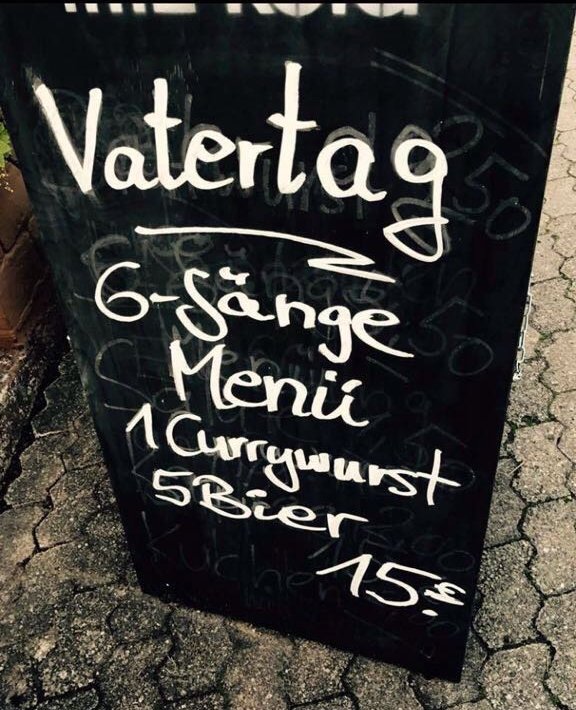 Vatertag
6-Gänge
Menü
1 Currywurst
5 Bier
15€